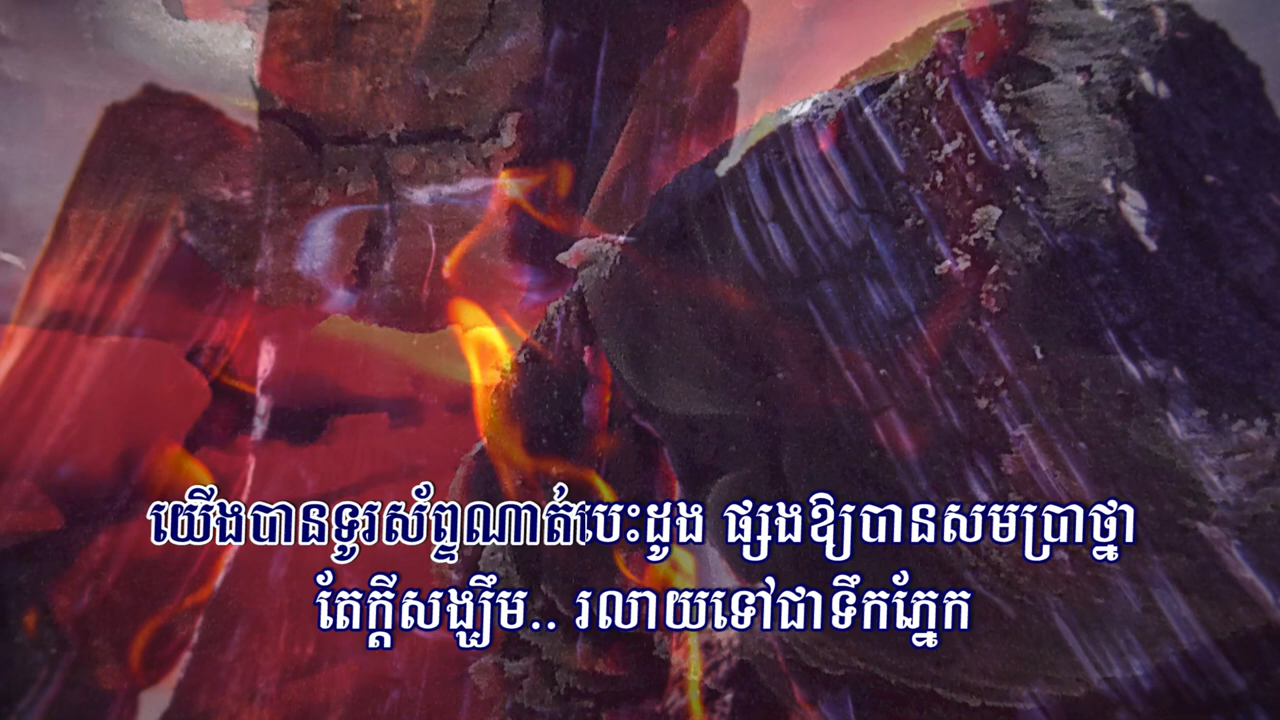 យើងបានទូរស័ព្ទណាត់បេះដូង ផ្សងឱ្យបានសមប្រាថ្នា
តែក្ដីសង្ឃឹម.. រលាយទៅជាទឹកភ្នែក